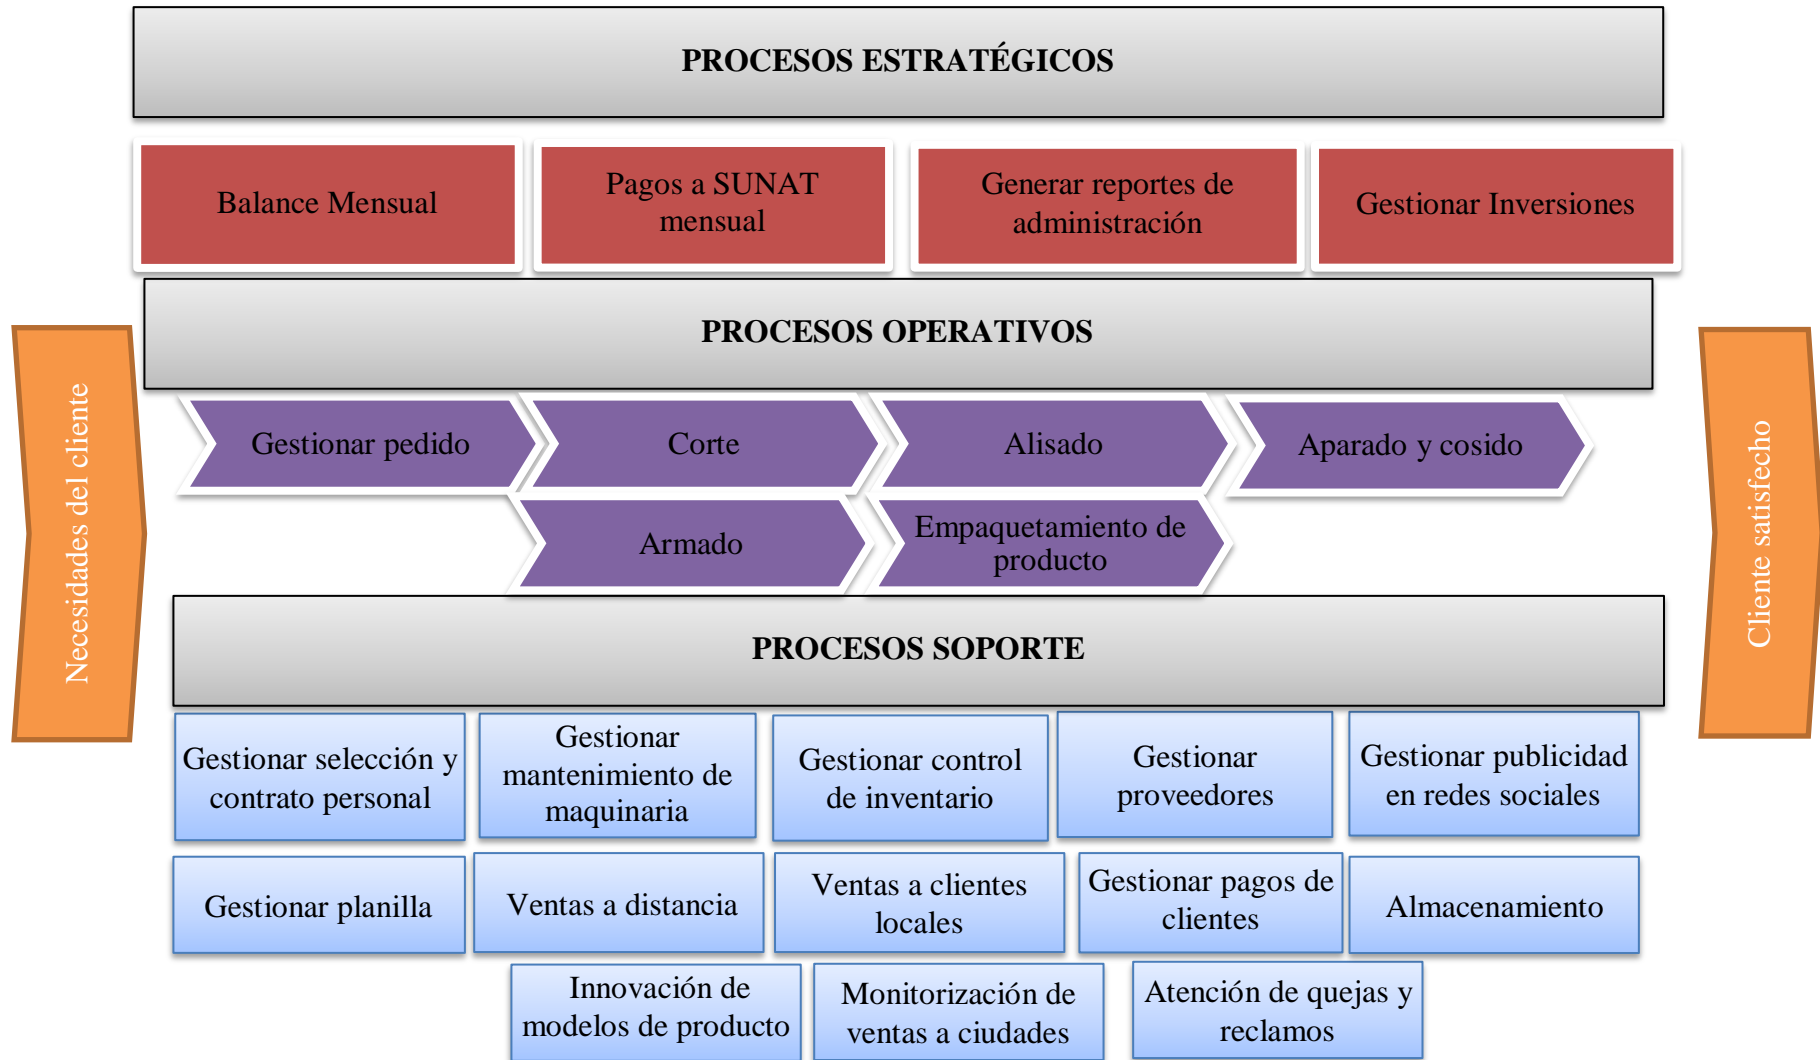 PROCESOS ESTRATÉGICOS
Balance Mensual
Pagos a SUNAT
mensual
Generar reportes de
administración
Gestionar Inversiones
PROCESOS OPERATIVOS
Necesidades del cliente
Gestionar pedido
Corte
Alisado
Aparado y cosido
Armado
Empaquetamiento de
producto
Cliente satisfecho
PROCESOS SOPORTE
Gestionar selección y
contrato personal
Gestionar
mantenimiento de
maquinaria
Gestionar control
de inventario
Gestionar
proveedores
Gestionar publicidad
en redes sociales
Gestionar planilla
Ventas a distancia
Ventas a clientes
locales
Gestionar pagos de
clientes
Almacenamiento
Innovación de
modelos de producto
Monitorización de
ventas a ciudades
Atención de quejas y
reclamos